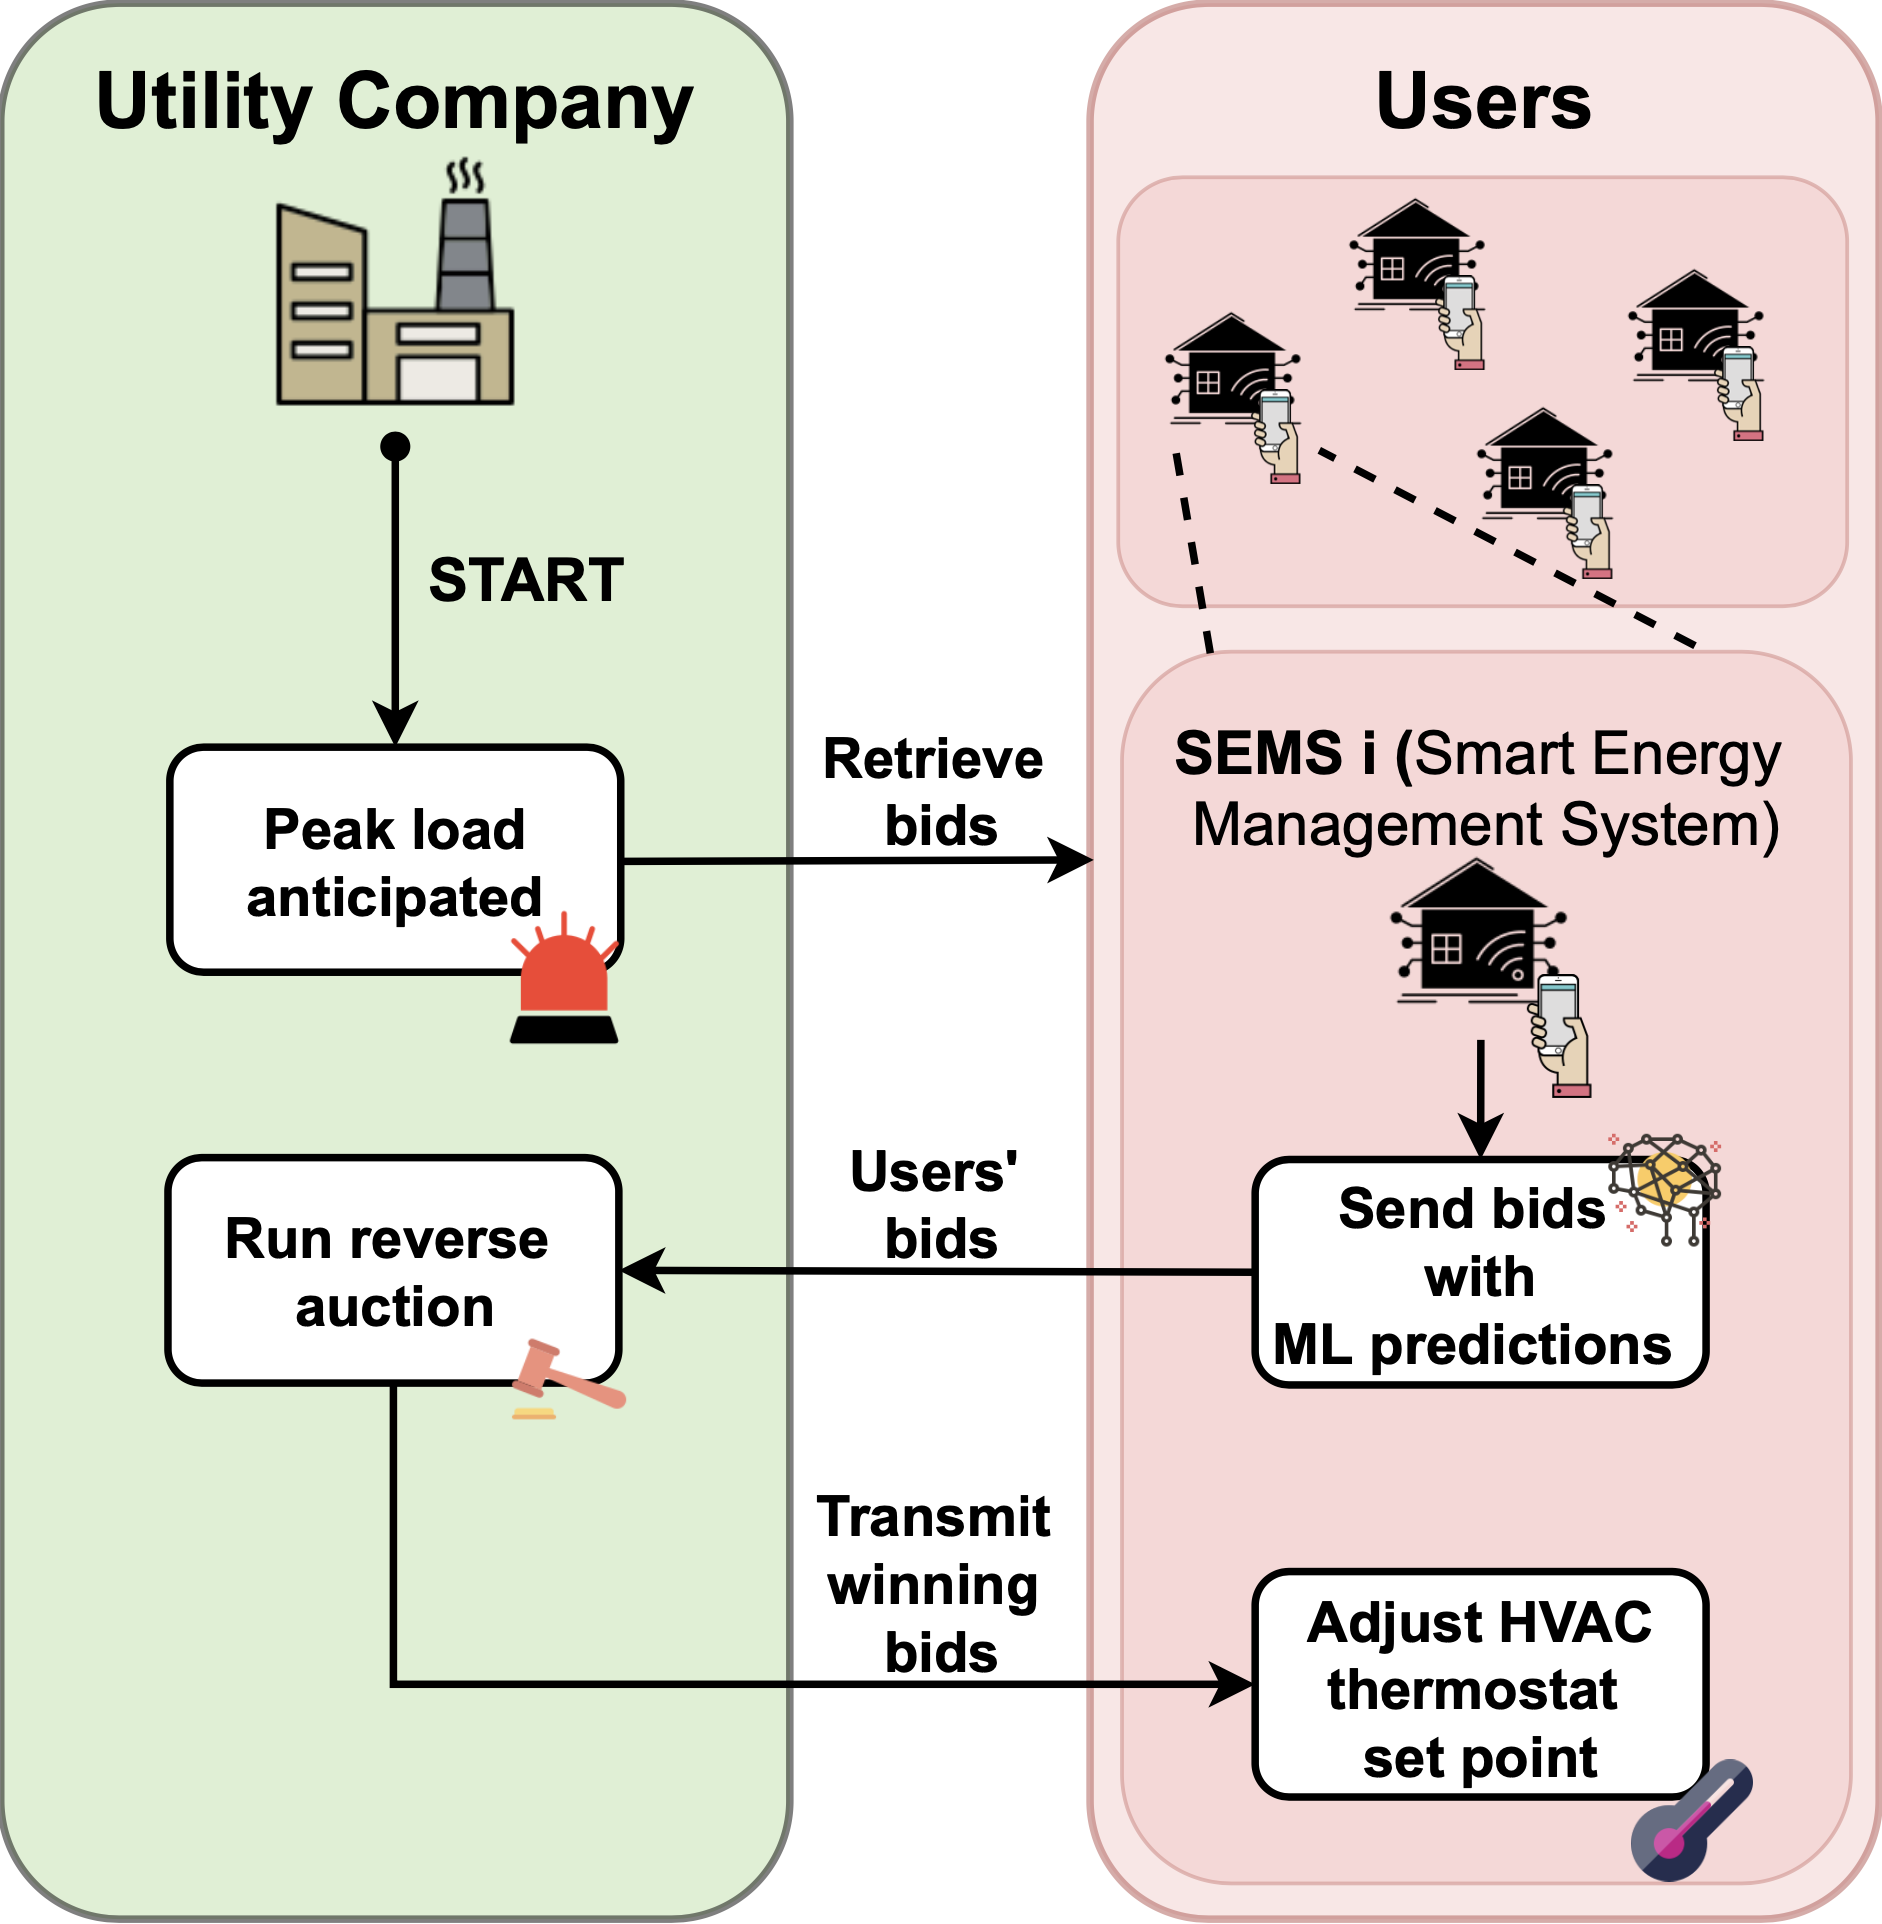 Utility Company
Users
START
Retrieve
bids
SEMS i (Smart Energy
Management System)
Peak load
anticipated
Users'
bids
Send bids
with
ML predictions
Run reverse
auction
Transmit
winning
bids
Adjust HVAC
thermostat
set point